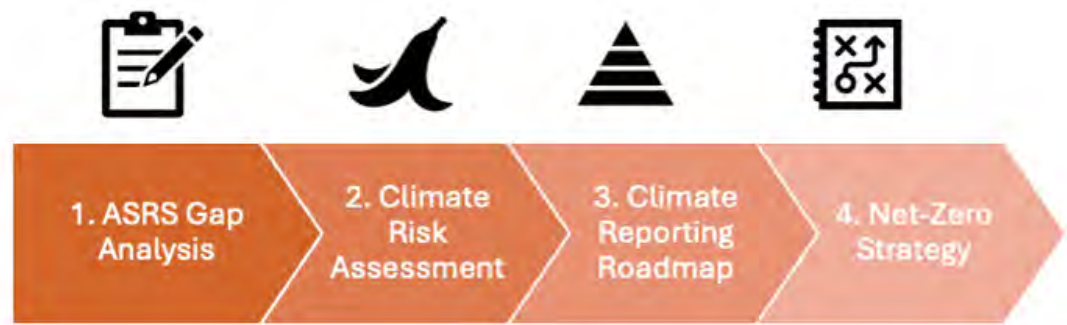 1. ASRS Gap
Analysis
2. Climate
Risk
Assessment
3. Climate
Reporting
Roadmap
4. Net-Zero
Strategy